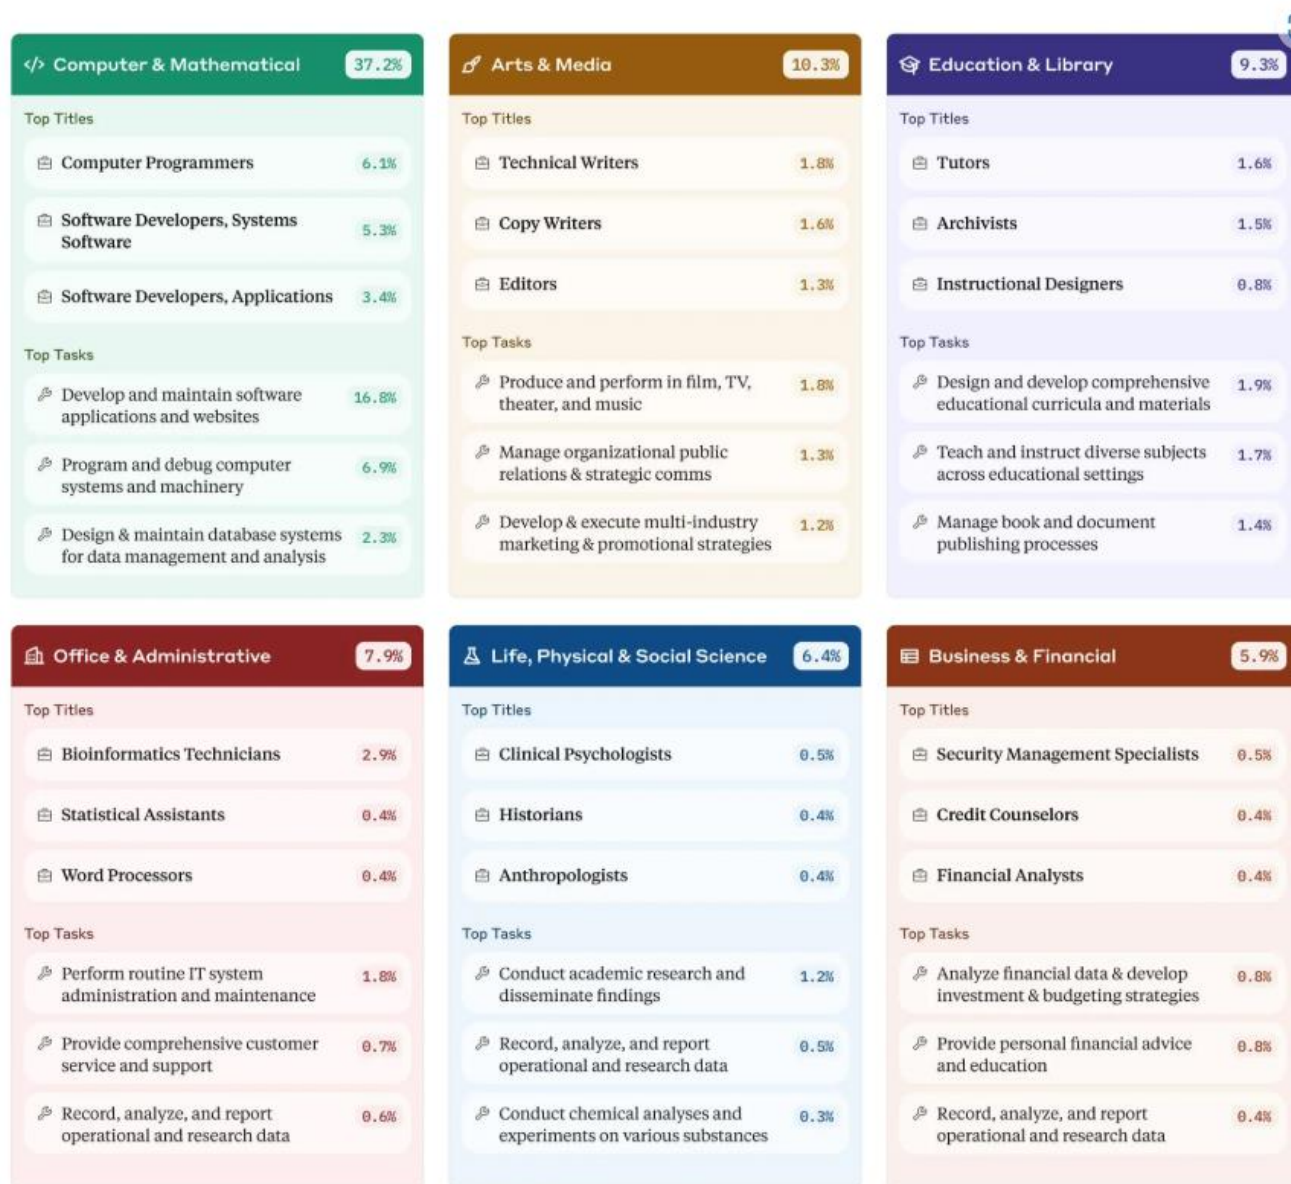 </> Computer & Mathematical 37.2%
Top Titles
Computer Programmers 6.1%
Software Developers, Systems
Software 5.3%
Software Developers, Applications 3.4%
Top Tasks
Develop and maintain software
applications and websites 16.8%
Program and debug computer
systems and machinery 6.9%
Design & maintain database systems
for data management and analysis 2.3%
Arts & Media 10.3%
Top Titles
Technical Writers 1.8%
Copy Writers 1.6%
Editors 1.3%
Top Tasks
Produce and perform in film, TV,
theater, and music 1.8%
Manage organizational public
relations & strategic comms 1.3%
Develop & execute multi-industry
marketing & promotional strategies 1.2%
Education & Library 9.3%
Top Titles
Tutors 1.6%
Archivists 1.5%
Instructional Designers 0.8%
Top Tasks
Design and develop comprehensive
educational curricula and materials 1.9%
Teach and instruct diverse subjects
across educational settings 1.7%
Manage book and document
publishing processes 1.4%
Office & Administrative 7.9%
Top Titles
Bioinformatics Technicians 2.9%
Statistical Assistants 0.4%
Word Processors 0.4%
Top Tasks
Perform routine IT system
administration and maintenance 1.8%
Provide comprehensive customer
service and support 0.7%
Record, analyze, and report
operational and research data 0.6%
Life, Physical & Social Science 6.4%
Top Titles
Clinical Psychologists 0.5%
Historians 0.4%
Anthropologists 0.4%
Top Tasks
Conduct academic research and
disseminate findings 1.2%
Record, analyze, and report
operational and research data 0.5%
Conduct chemical analyses and
experiments on various substances 0.3%
Business & Financial 5.9%
Top Titles
Security Management Specialists 0.5%
Credit Counselors 0.4%
Financial Analysts 0.4%
Top Tasks
Analyze financial data & develop
investment & budgeting strategies 0.8%
Provide personal financial advice
and education 0.8%
Record, analyze, and report
operational and research data 0.4%